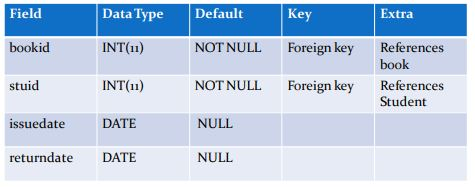 Field Data Type Default Key Extra
bookid INT(11) NOT NULL Foreign key References
book
stuid INT(11) NOT NULL Foreign key References
Student
issuedate DATE NULL
returndate DATE NULL